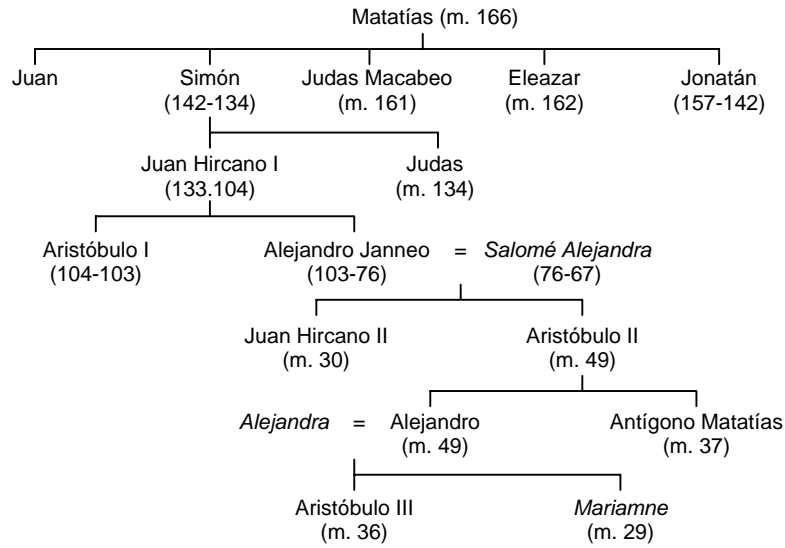 Matatías (m. 166)
Juan Simón Judas Macabeo Eleazar Jonatán
(142-134) (m. 161) (m. 162) (157-142)
Juan Hircano I Judas
(133.104) (m. 134)
Aristóbulo I Alejandro Janneo = Salomé Alejandra
(104-103) (103-76) (76-67)
Juan Hircano II Aristóbulo II
(m. 30) (m. 49)
Alejandra = Alejandro Antígono Matatías
(m. 49) (m. 37)
Aristóbulo III Mariamne
(m. 36) (m. 29)